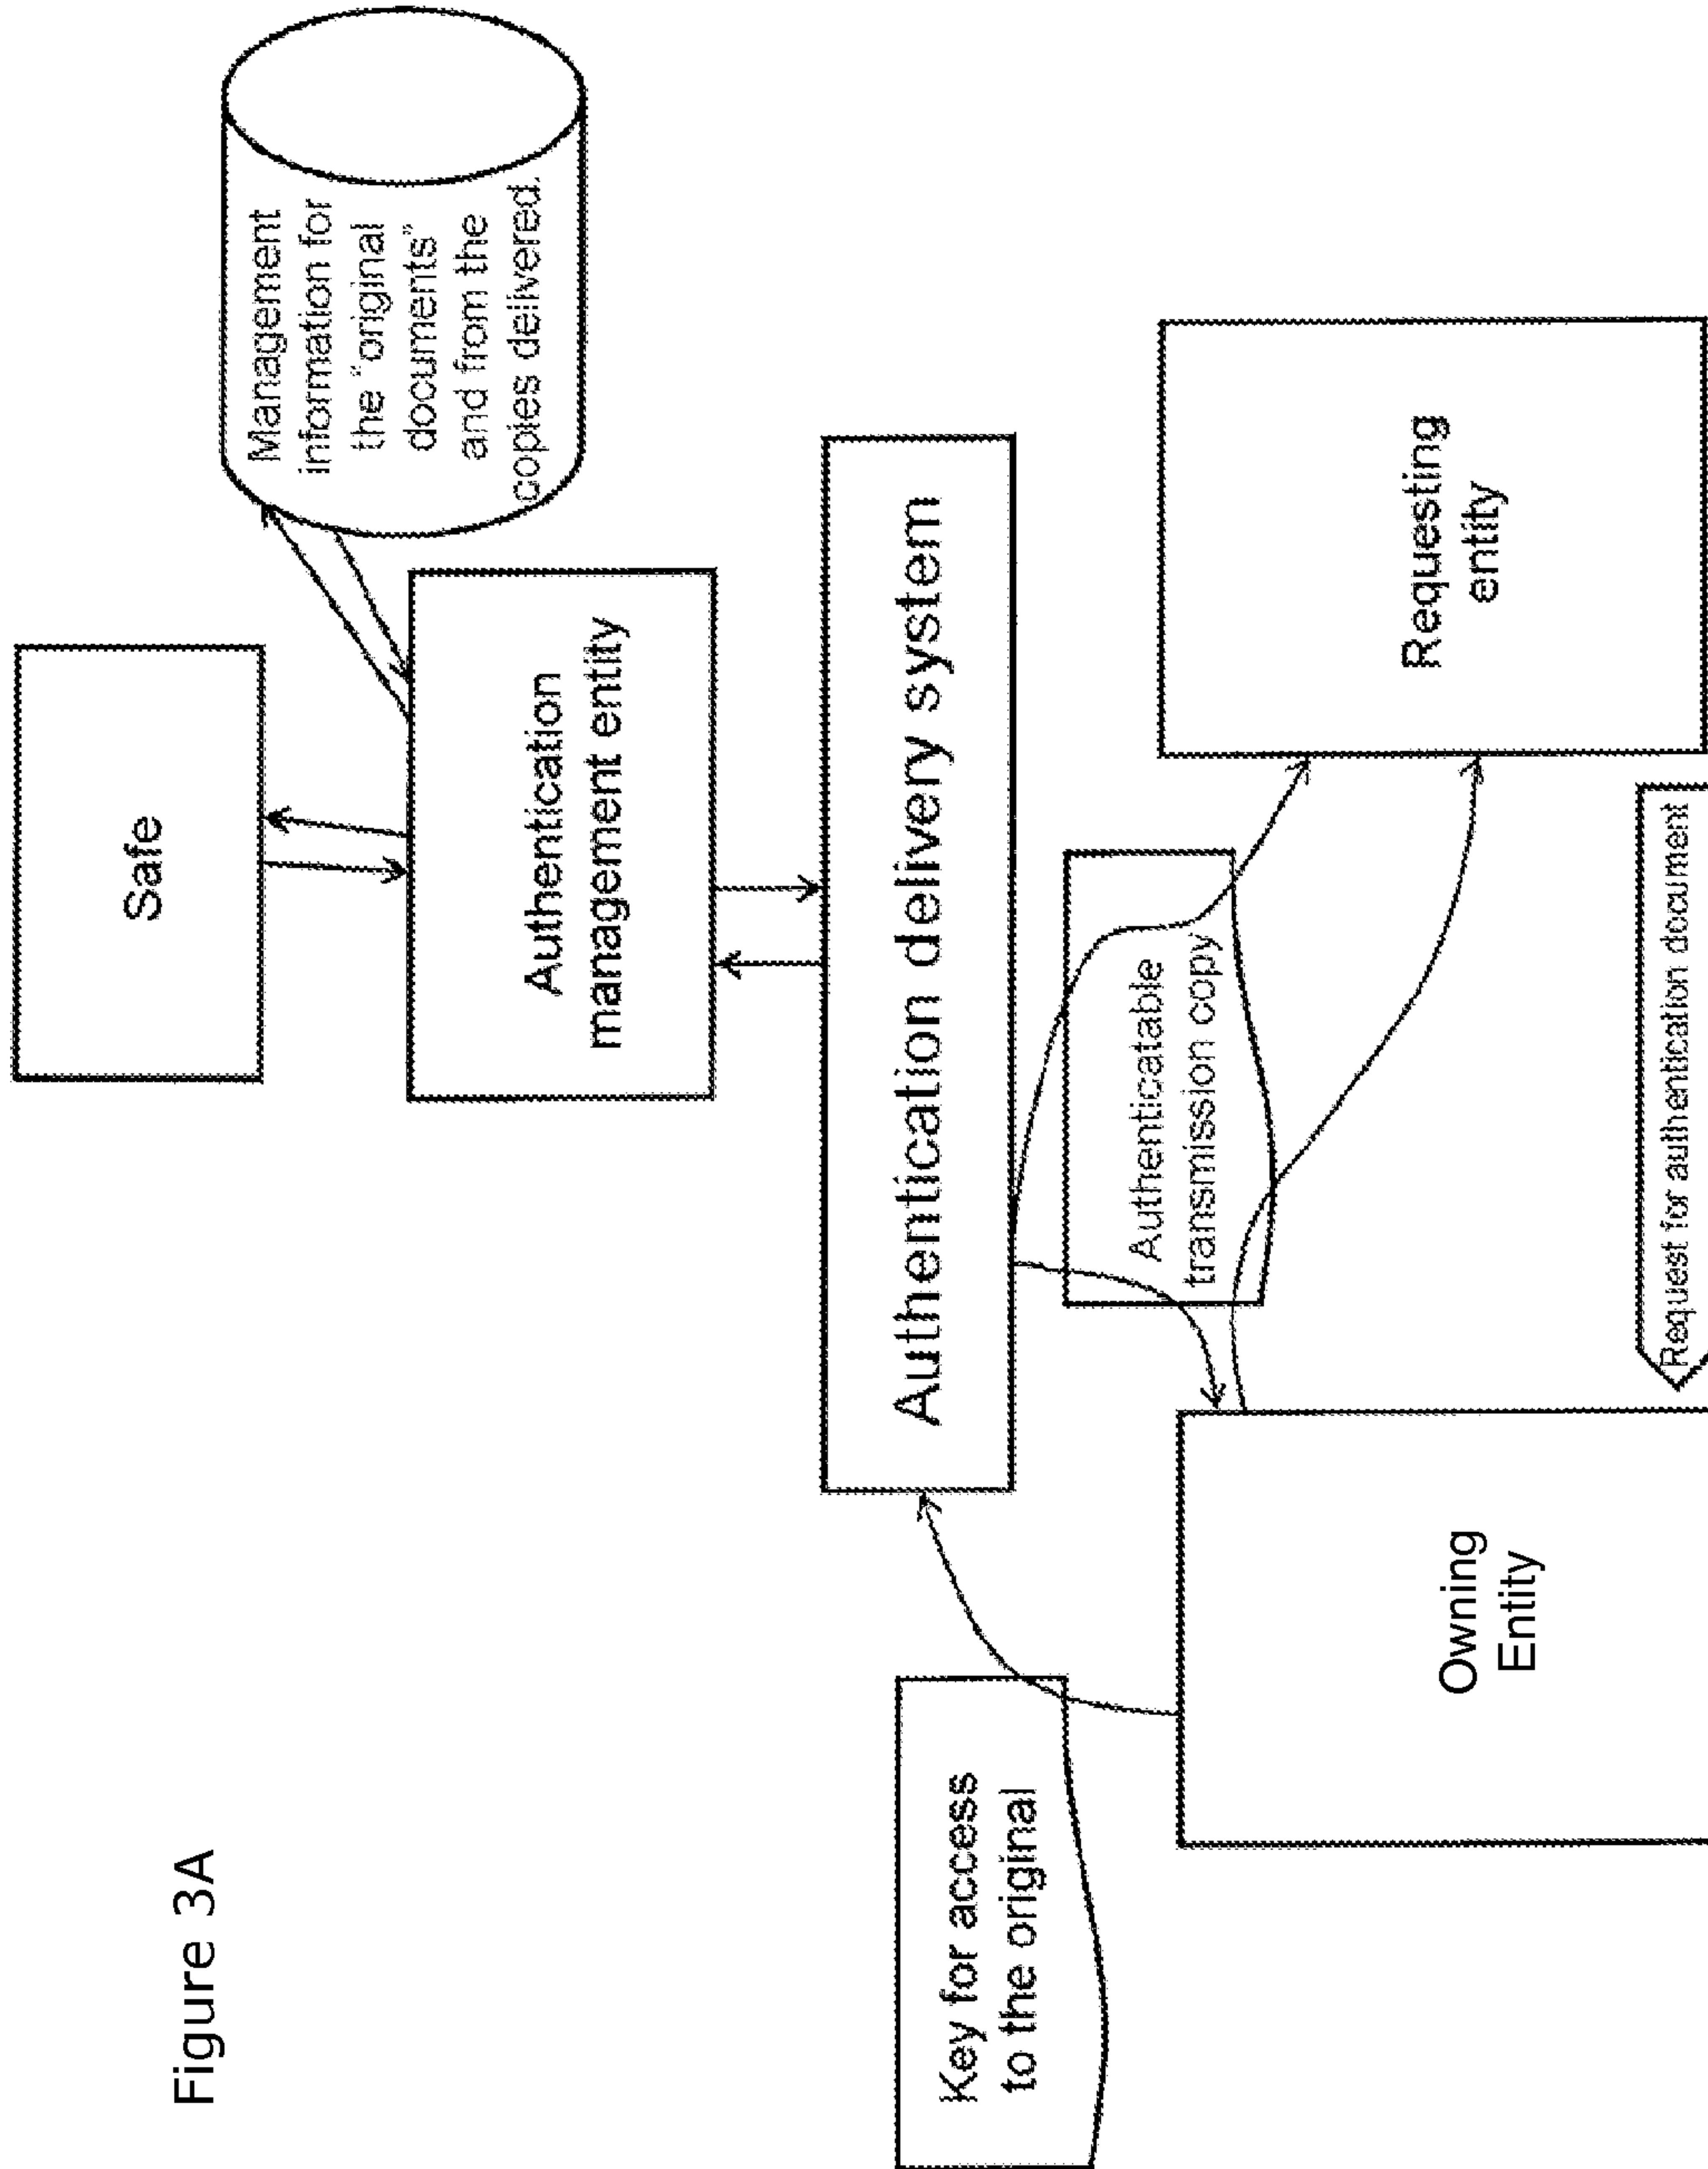 Figure 3A
Safe
Management
information for
the "original
documents"
and from the
copies delivered.
Authentication
management entity
Authentication delivery system
Key for access
to the original
Authenticatable
transmission copy
Owning
Entity
Requesting
entity
Request for authentication document